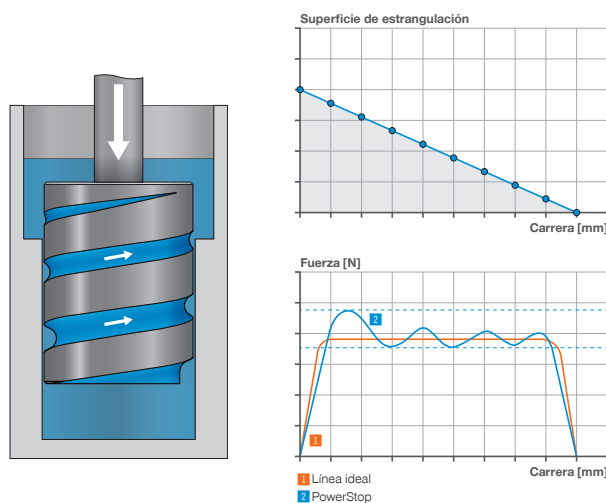 Superficie de estrangulación
Carrera [mm]
Fuerza [N]
2
1
Carrera [mm]
1 Línea ideal
2 PowerStop